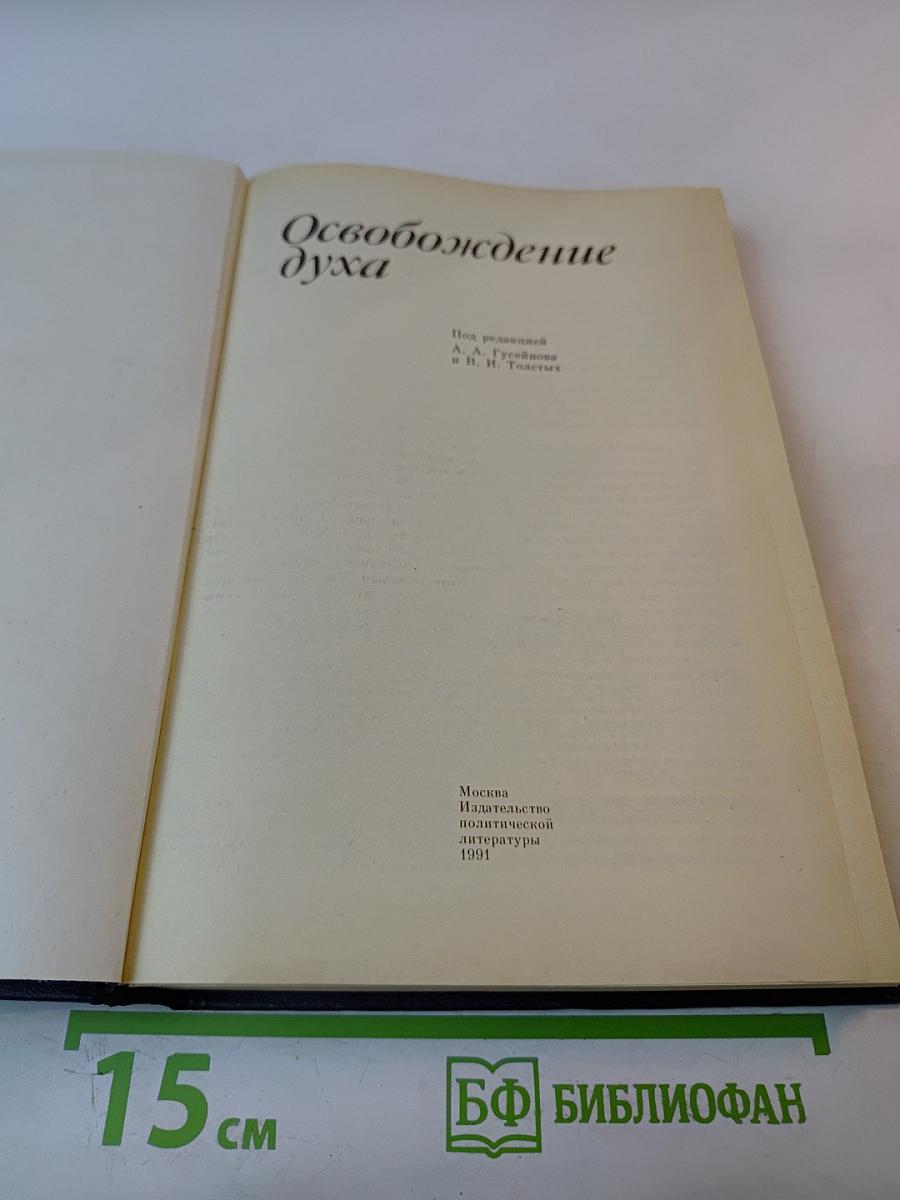 Освобождение
духа
Под редакцией
А. А. Гусейнова
и В. И. Толстых
Москва
Издательство
политической
литературы
1991
15 см
БФ БИБЛИОФАН